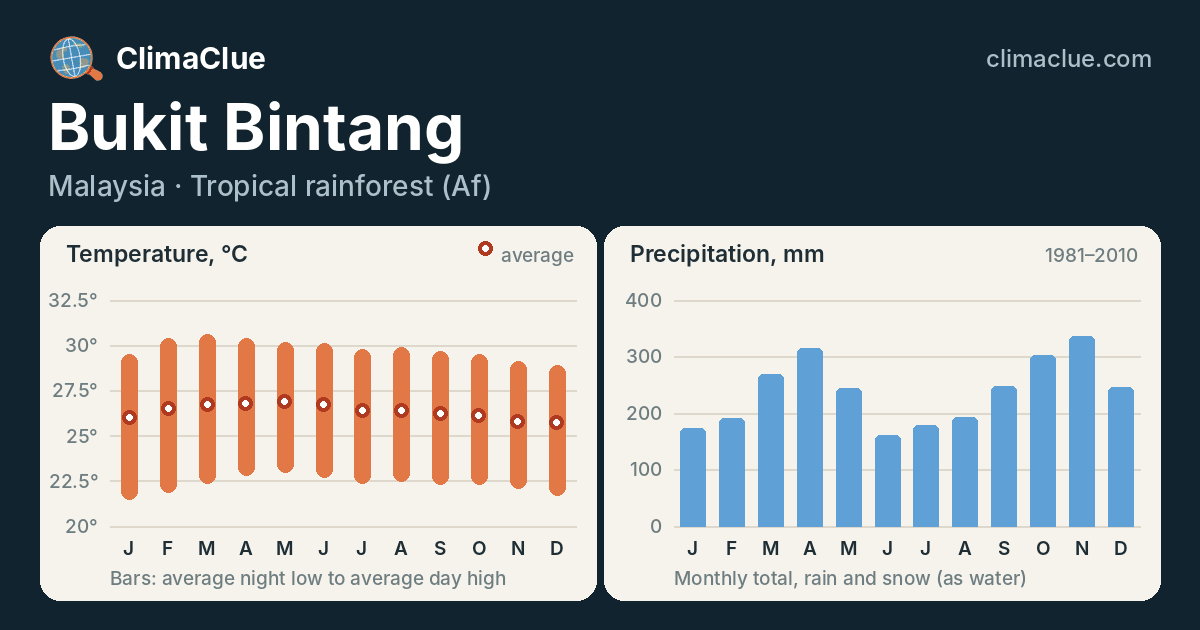 ClimaClue
climaclue.com
Bukit Bintang
Malaysia · Tropical rainforest (Af)
Temperature, °C
average
32.5°
30°
27.5°
25°
22.5°
20°
J F M A M J J A S O N D
Bars: average night low to average day high
Precipitation, mm
1981–2010
400
300
200
100
0
J F M A M J J A S O N D
Monthly total, rain and snow (as water)